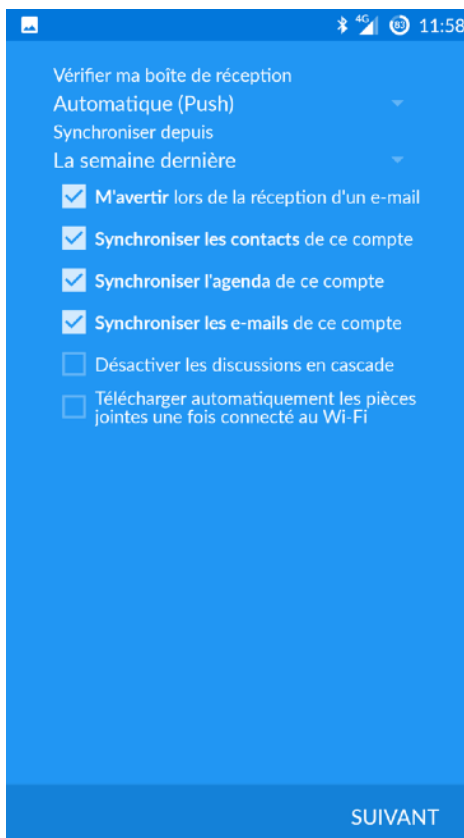 4G 83 11:58
Vérifier ma boîte de réception
Automatique (Push)
Synchroniser depuis
La semaine dernière
M'avertir lors de la réception d'un e-mail
Synchroniser les contacts de ce compte
Synchroniser l'agenda de ce compte
Synchroniser les e-mails de ce compte
Désactiver les discussions en cascade
Télécharger automatiquement les pièces
jointes une fois connecté au Wi-Fi
SUIVANT